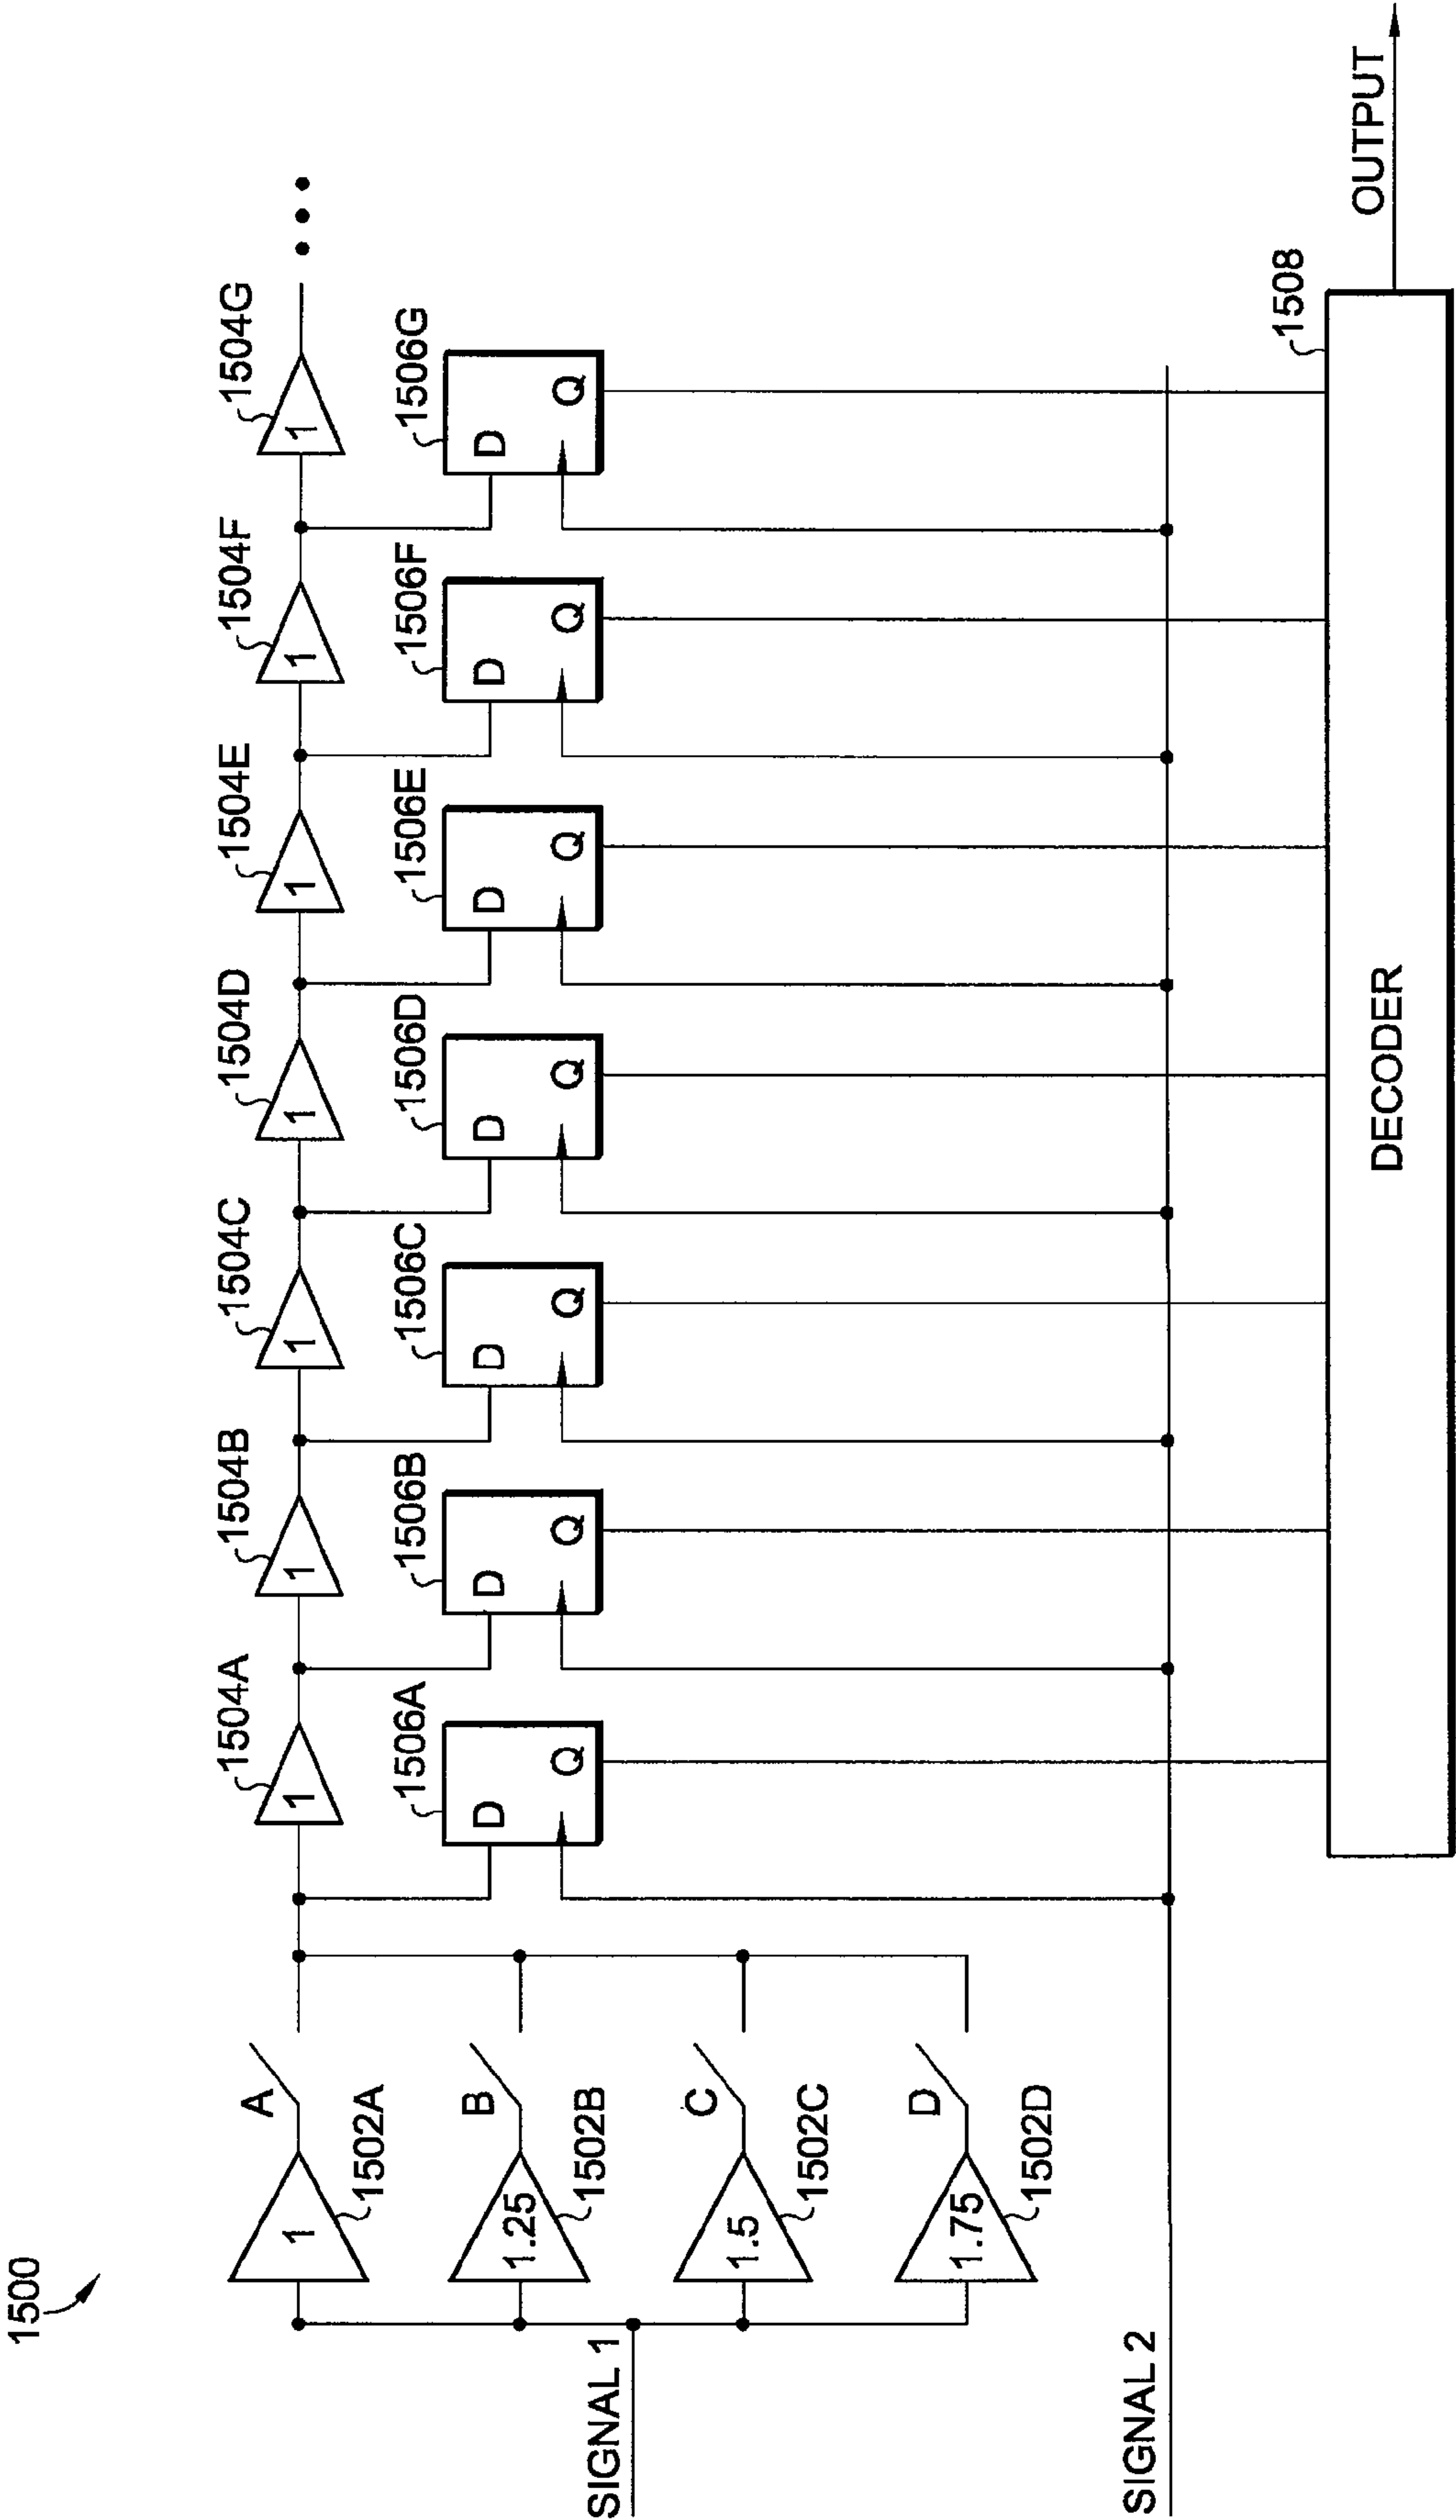 1500
1504A
1504B
1504C
1504D
1504E
1504F
1504G
1
1
1
1
1
1
1
1506A
1506B
1506C
1506D
1506E
1506F
1506G
D
Q
D
Q
D
Q
D
Q
D
Q
D
Q
D
Q
1
A
1502A
1.25
B
1502B
1.5
C
1502C
1.75
D
1502D
SIGNAL 1
SIGNAL 2
1508
DECODER
OUTPUT